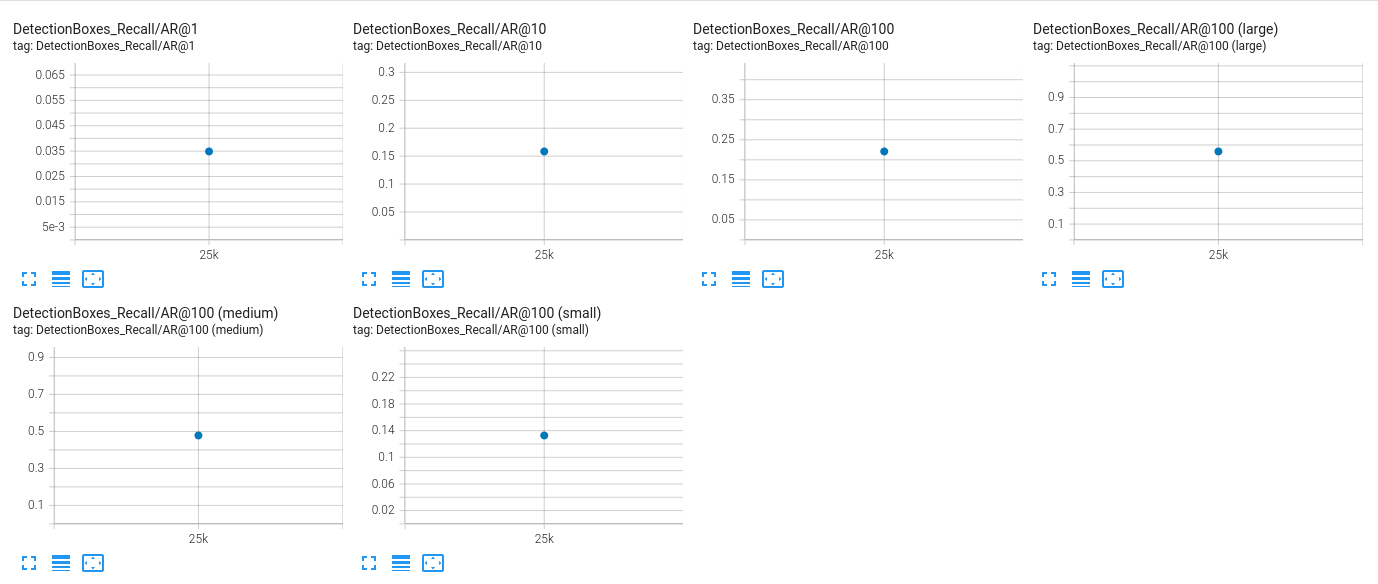 DetectionBoxes_Recall/AR@1
tag: DetectionBoxes_Recall/AR@1
0.065
0.055
0.045
0.035
0.025
0.015
5e-3
25k
DetectionBoxes_Recall/AR@10
tag: DetectionBoxes_Recall/AR@10
0.3
0.25
0.2
0.15
0.1
0.05
25k
DetectionBoxes_Recall/AR@100
tag: DetectionBoxes_Recall/AR@100
0.35
0.25
0.15
0.05
25k
DetectionBoxes_Recall/AR@100 (large)
tag: DetectionBoxes_Recall/AR@100 (large)
0.9
0.7
0.5
0.3
0.1
25k
DetectionBoxes_Recall/AR@100 (medium)
tag: DetectionBoxes_Recall/AR@100 (medium)
0.9
0.7
0.5
0.3
0.1
25k
DetectionBoxes_Recall/AR@100 (small)
tag: DetectionBoxes_Recall/AR@100 (small)
0.22
0.18
0.14
0.1
0.06
0.02
25k